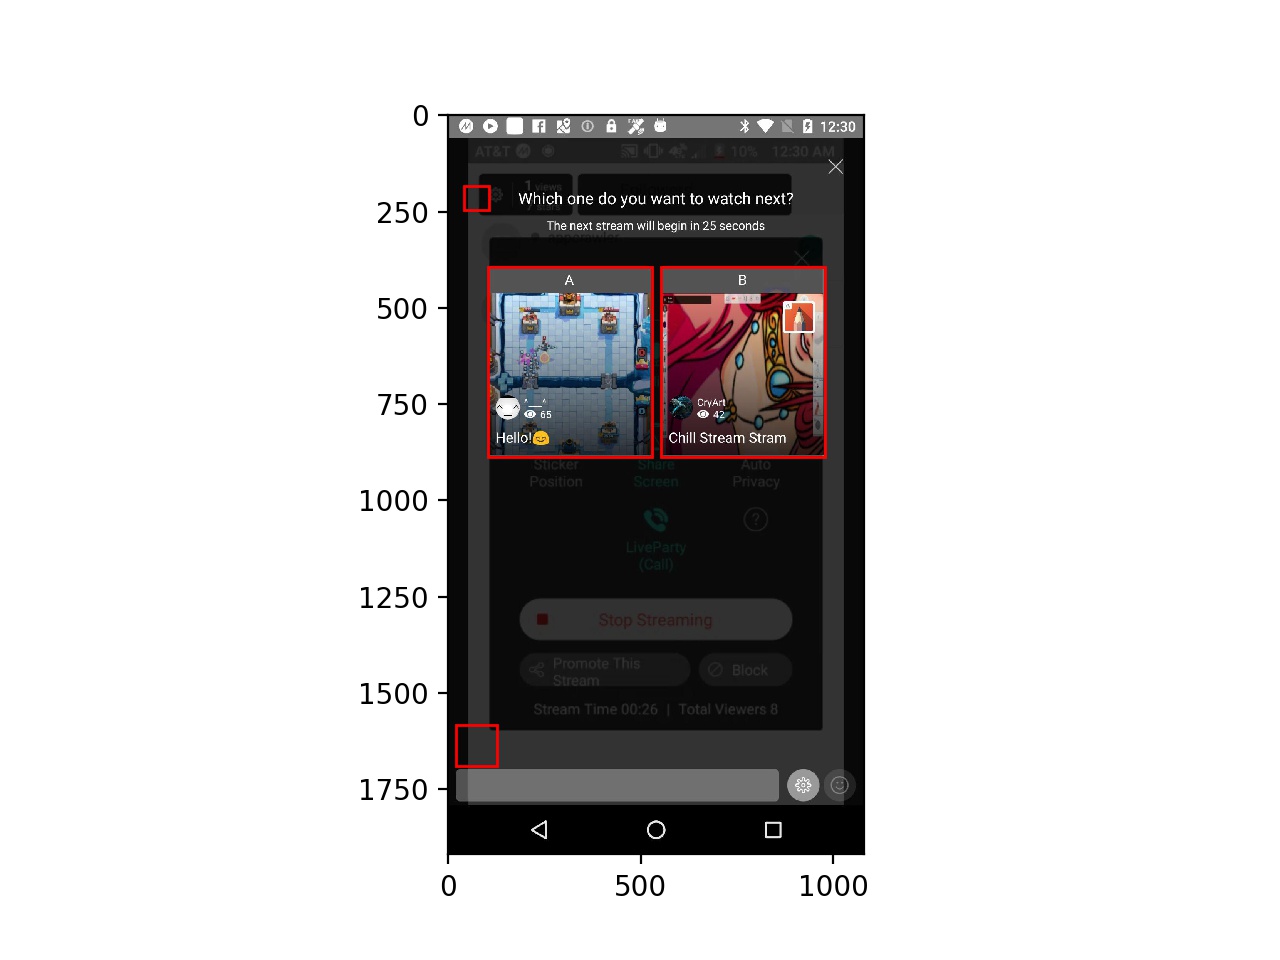 12:30
AT&T 10% 12:30 AM
1 views
Which one do you want to watch next?
The next stream will begin in 25 seconds
A
B
^__^
65
Hello!😊
CryArt
42
Chill Stream Stram
Sticker Position
Share Screen
Auto Privacy
LiveParty
(Call)
Stop Streaming
Promote This
Stream
Block
Stream Time 00:26 | Total Viewers 8
0
250
500
750
1000
1250
1500
1750
0
500
1000